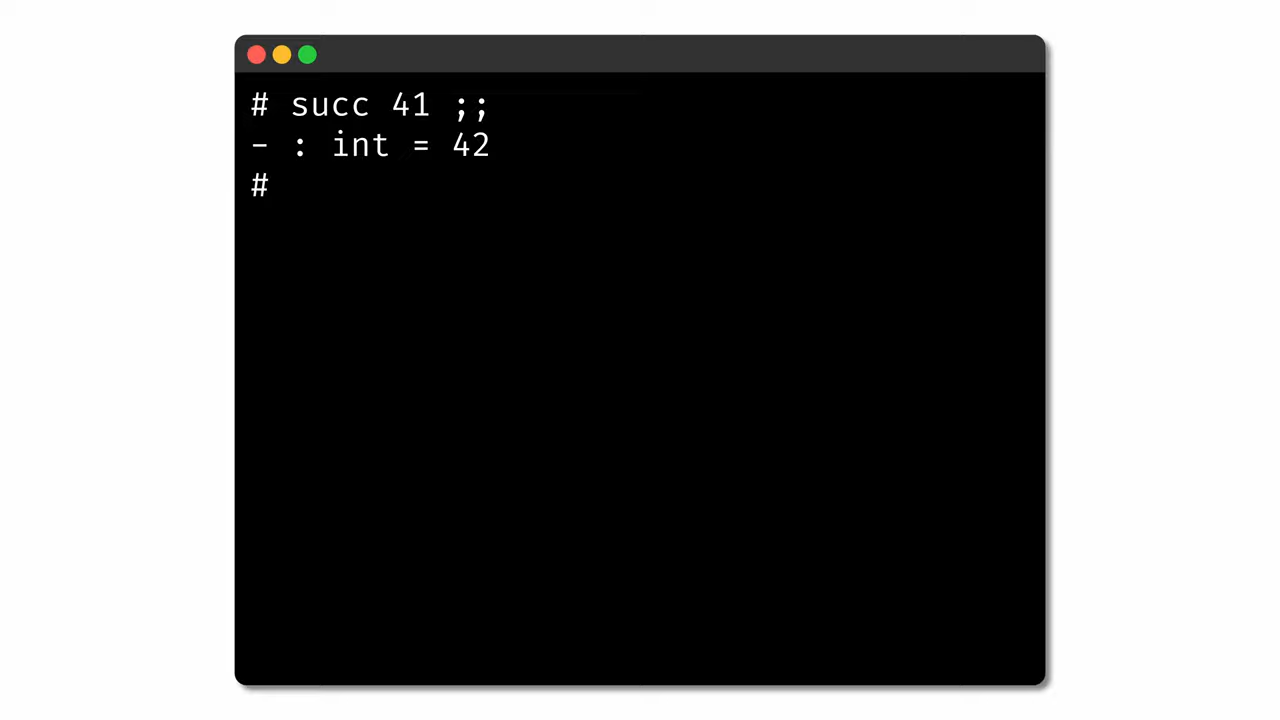 # succ 41 ;;
- : int = 42
#